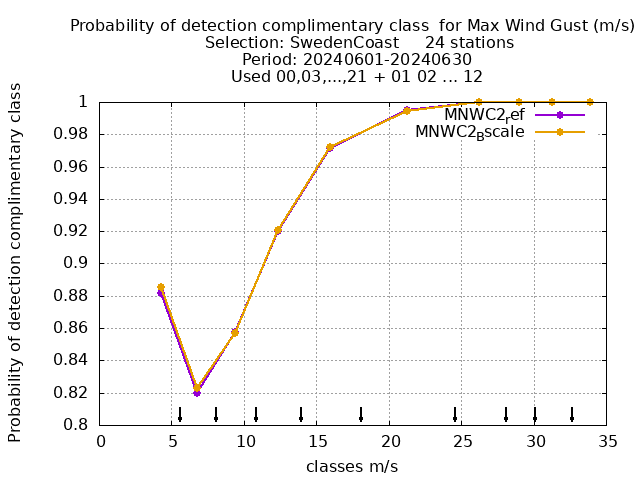 Probability of detection complimentary class  for Max Wind Gust (m/s)
Selection: SwedenCoast     24 stations
Period: 20240601-20240630
Used 00,03,...,21 + 01 02 ... 12
Probability of detection complimentary class
1
0.98
0.96
0.94
0.92
0.9
0.88
0.86
0.84
0.82
0.8
MNWC2ref
MNWC2Bscale
0 5 10 15 20 25 30 35
classes m/s